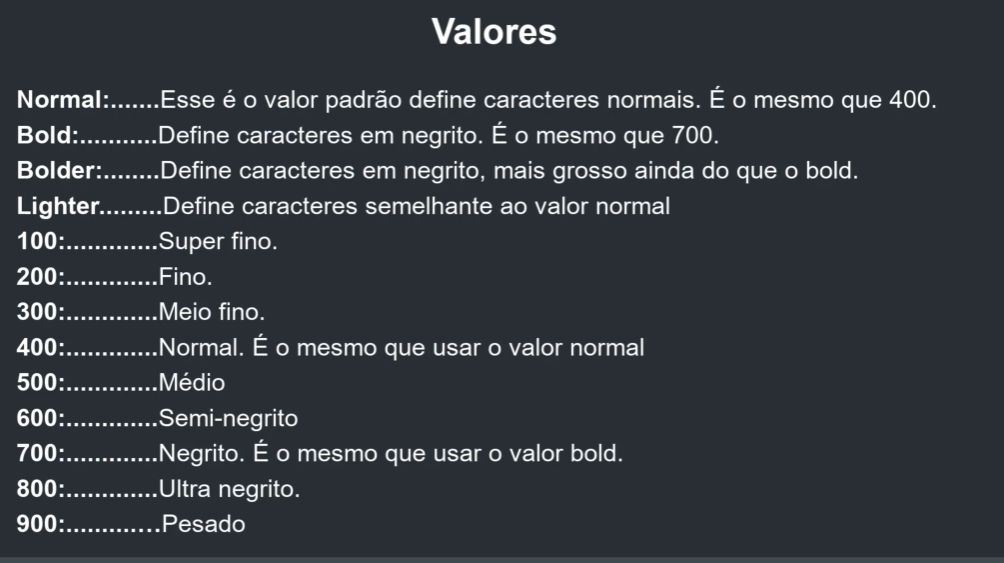 Valores
Normal:.......Esse é o valor padrão define caracteres normais. É o mesmo que 400.
Bold:...........Define caracteres em negrito. É o mesmo que 700.
Bolder:........Define caracteres em negrito, mais grosso ainda do que o bold.
Lighter.........Define caracteres semelhante ao valor normal
100:.............Super fino.
200:.............Fino.
300:.............Meio fino.
400:.............Normal. É o mesmo que usar o valor normal
500:.............Médio
600:.............Semi-negrito
700:.............Negrito. É o mesmo que usar o valor bold.
800:.............Ultra negrito.
900:.............Pesado